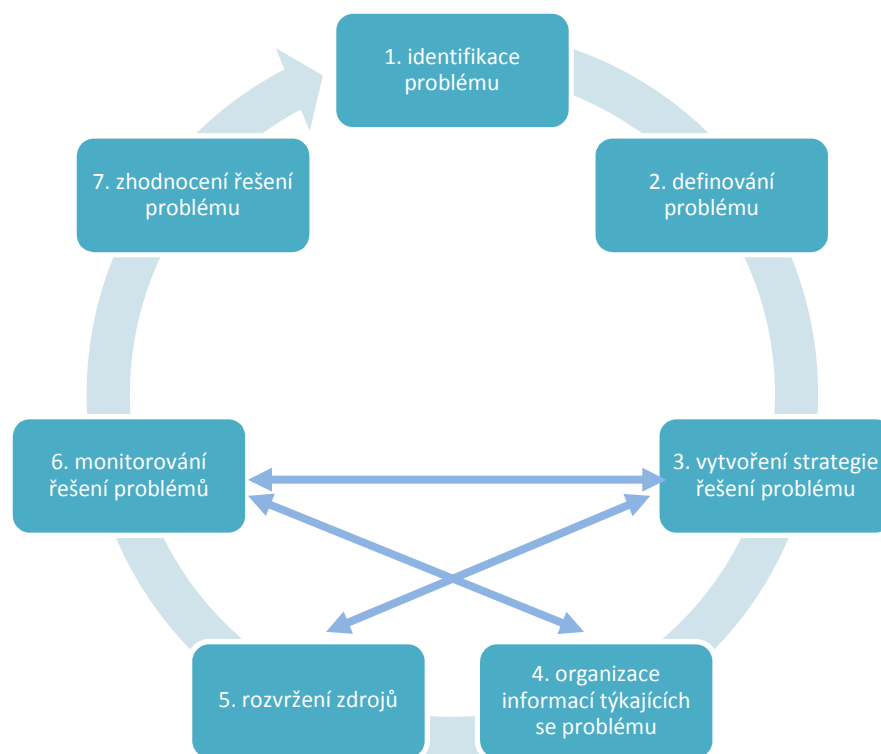 1. identifikace
problému
2. definování
problému
3. vytvoření strategie
řešení problému
4. organizace
informací týkajících
se problému
5. rozvržení zdrojů
6. monitorování
řešení problémů
7. zhodnocení řešení
problému